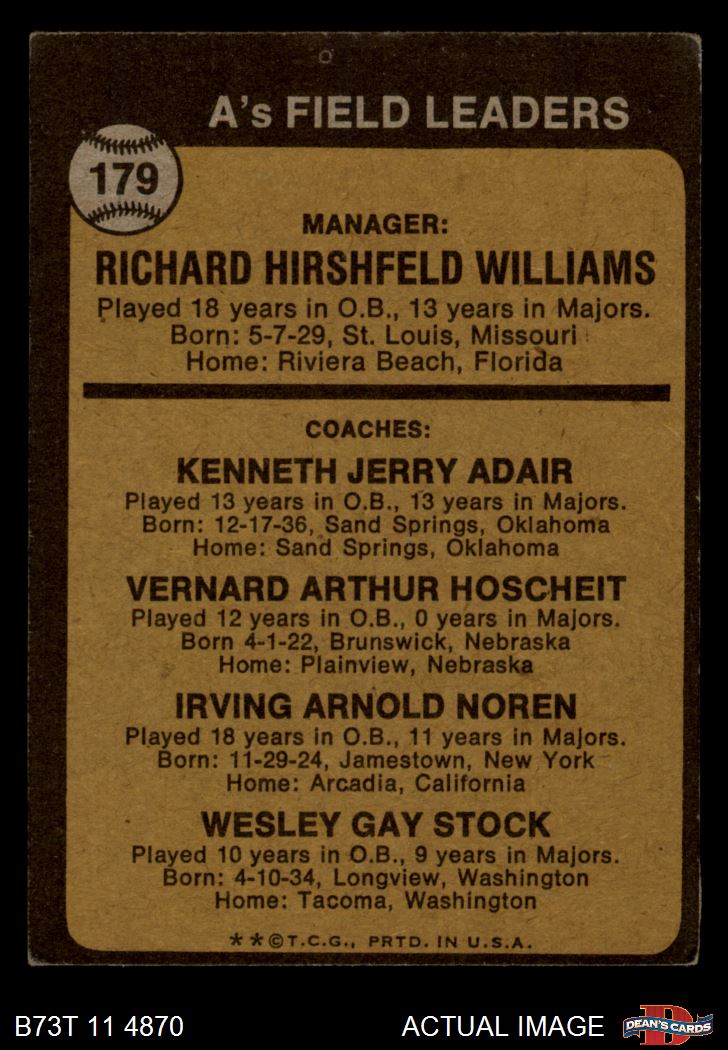 A's FIELD LEADERS
179
MANAGER:
RICHARD HIRSHFELD WILLIAMS
Played 18 years in O.B., 13 years in Majors.
Born: 5-7-29, St. Louis, Missouri
Home: Riviera Beach, Florida
COACHES:
KENNETH JERRY ADAIR
Played 13 years in O.B., 13 years in Majors.
Born: 12-17-36, Sand Springs, Oklahoma
Home: Sand Springs, Oklahoma
VERNARD ARTHUR HOSCHEIT
Played 12 years in O.B., 0 years in Majors.
Born 4-1-22, Brunswick, Nebraska
Home: Plainview, Nebraska
IRVING ARNOLD NOREN
Played 18 years in O.B., 11 years in Majors.
Born: 11-29-24, Jamestown, New York
Home: Arcadia, California
WESLEY GAY STOCK
Played 10 years in O.B., 9 years in Majors.
Born: 4-10-34, Longview, Washington
Home: Tacoma, Washington
**©T.C.G., PRTD. IN U.S.A.
B73T 11 4870
ACTUAL IMAGE
D
DEAN'S CARDS